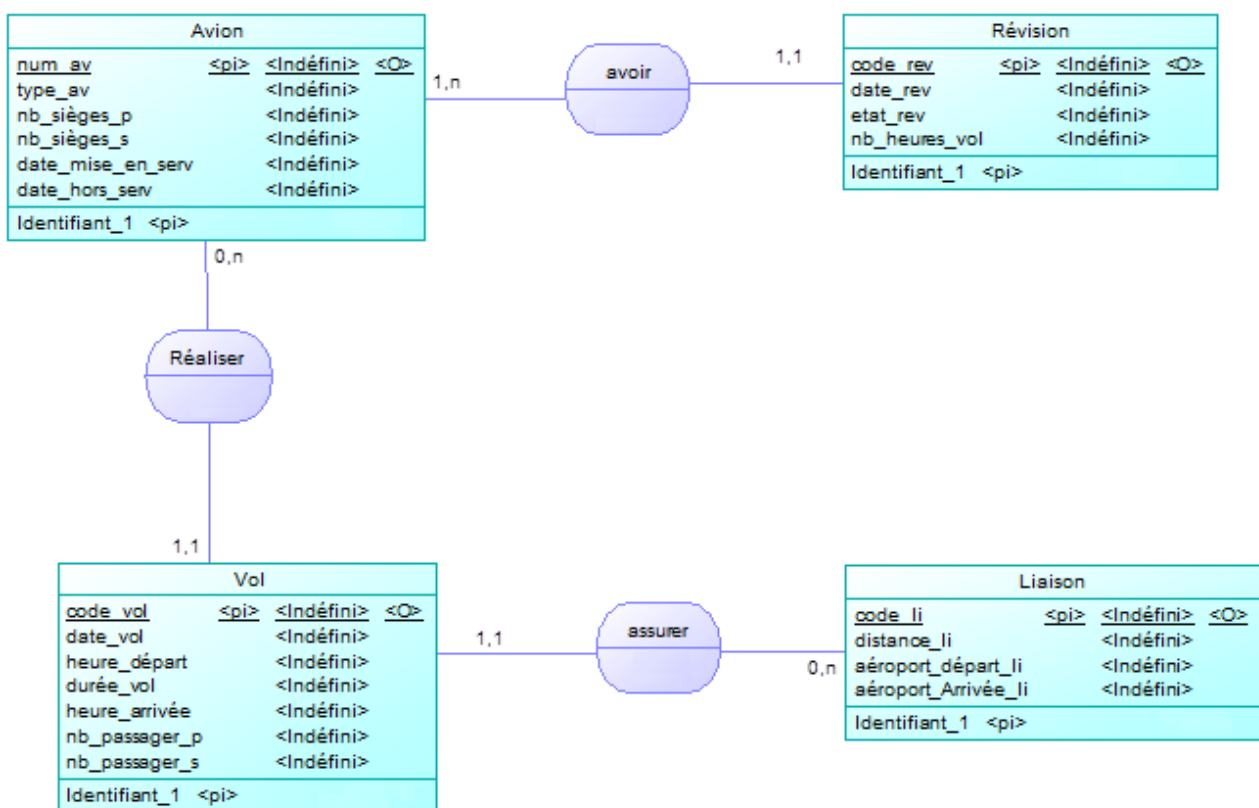 Avion
num_av <pi> <Indéfini> <O>
type_av <Indéfini>
nb_sièges_p <Indéfini>
nb_sièges_s <Indéfini>
date_mise_en_serv <Indéfini>
date_hors_serv <Indéfini>
Identifiant_1 <pi>
1,n
avoir
1,1
Révision
code_rev <pi> <Indéfini> <O>
date_rev <Indéfini>
etat_rev <Indéfini>
nb_heures_vol <Indéfini>
Identifiant_1 <pi>
0,n
Réaliser
1,1
Vol
code_vol <pi> <Indéfini> <O>
date_vol <Indéfini>
heure_départ <Indéfini>
durée_vol <Indéfini>
heure_arrivée <Indéfini>
nb_passager_p <Indéfini>
nb_passager_s <Indéfini>
Identifiant_1 <pi>
1,1
assurer
0,n
Liaison
code_li <pi> <Indéfini> <O>
distance_li <Indéfini>
aéroport_départ_li <Indéfini>
aéroport_Arrivée_li <Indéfini>
Identifiant_1 <pi>